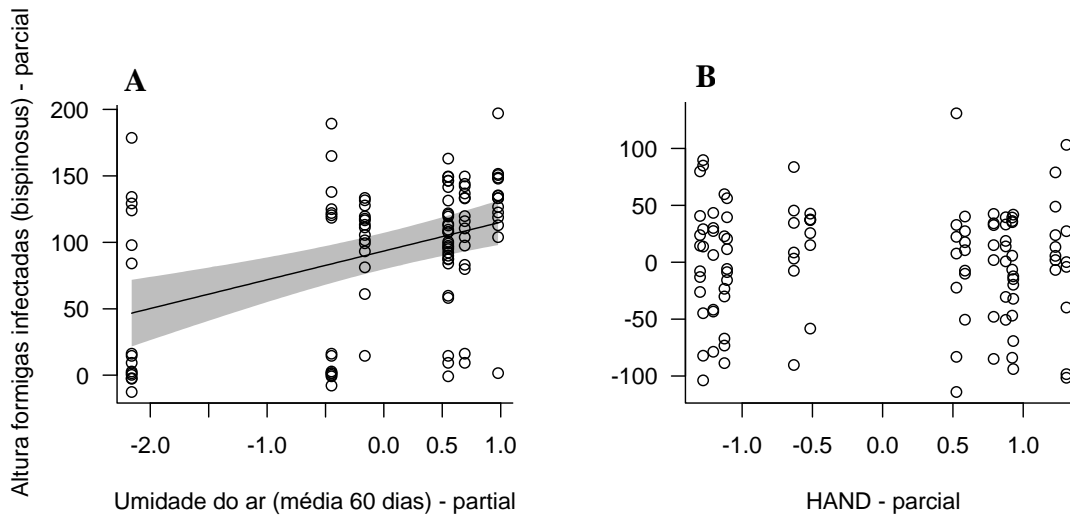 Altura formigas infectadas (bispinosus) - parcial
A
200
150
100
50
0
-2.0 -1.0 0.0 1.0
Umidade do ar (média 60 dias) - partial
B
100
50
0
-50
-100
-1.0 -0.5 0.0 0.5 1.0
HAND - parcial